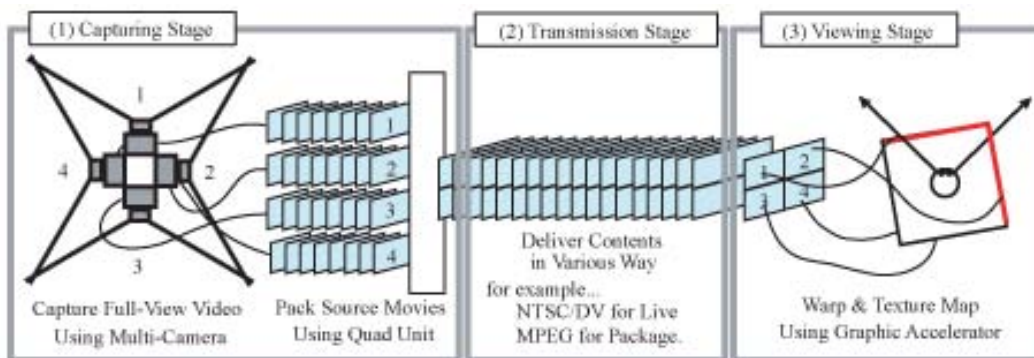 (1) Capturing Stage
1
4
2
3
Capture Full-View Video
Using Multi-Camera
1
2
3
4
Pack Source Movies
Using Quad Unit
(2) Transmission Stage
Deliver Contents
in Various Way
for example...
NTSC/DV for Live
MPEG for Package.
(3) Viewing Stage
1 2
3 4
Warp & Texture Map
Using Graphic Accelerator